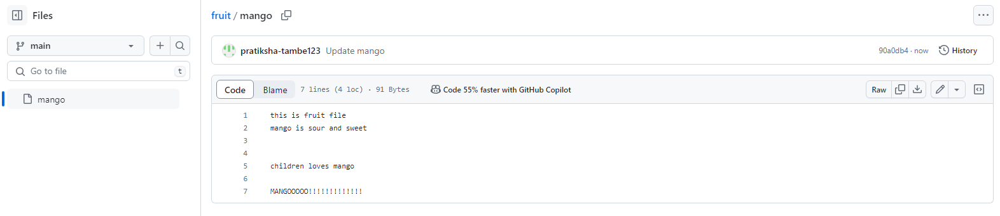 Files
main
Go to file
t
mango
fruit / mango
pratiksha-tambe123 Update mango
90a0db4 · now
History
Code
Blame
7 lines (4 loc) · 91 Bytes
Code 55% faster with GitHub Copilot
Raw
1 this is fruit file
2 mango is sour and sweet
3
4
5 children loves mango
6
7 MANGOOOOO!!!!!!!!!!!!!